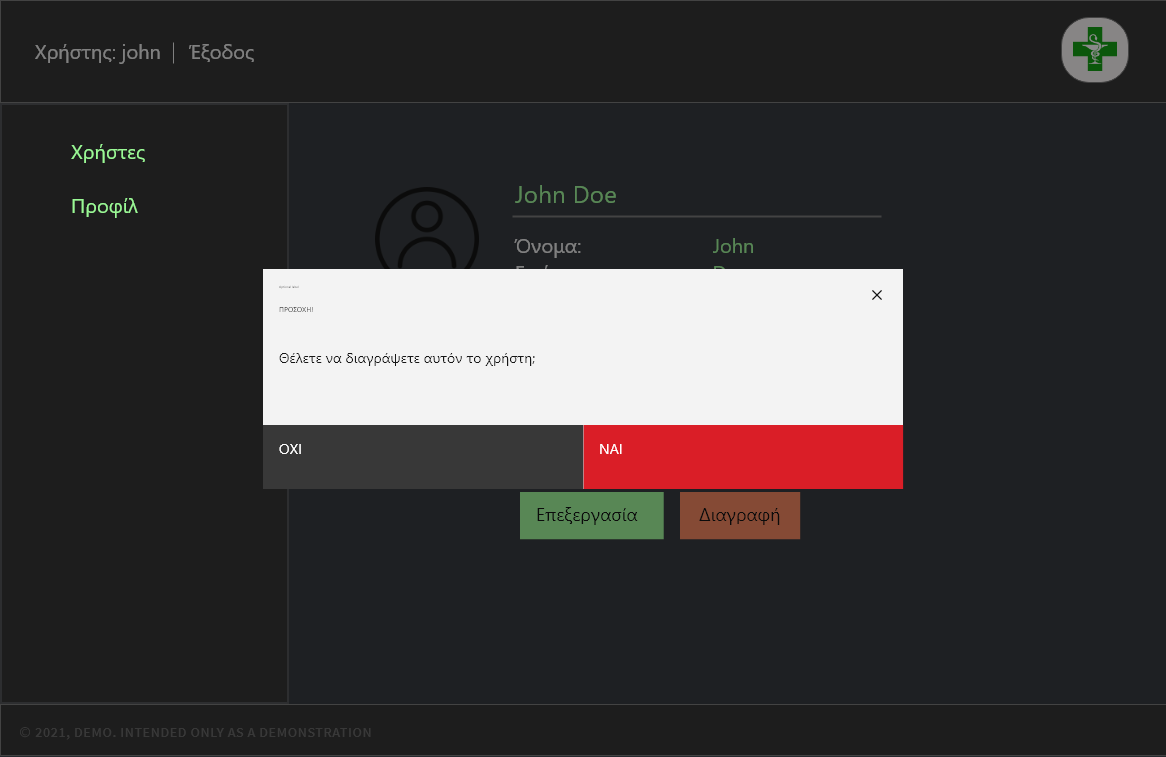 Χρήστης: john | Έξοδος
Χρήστες
Προφίλ
John Doe
Όνομα: John
ΠΡΟΣΟΧΗ!
Θέλετε να διαγράψετε αυτόν το χρήστη;
ΟΧΙ
ΝΑΙ
Επεξεργασία
Διαγραφή
© 2021, DEMO. INTENDED ONLY AS A DEMONSTRATION